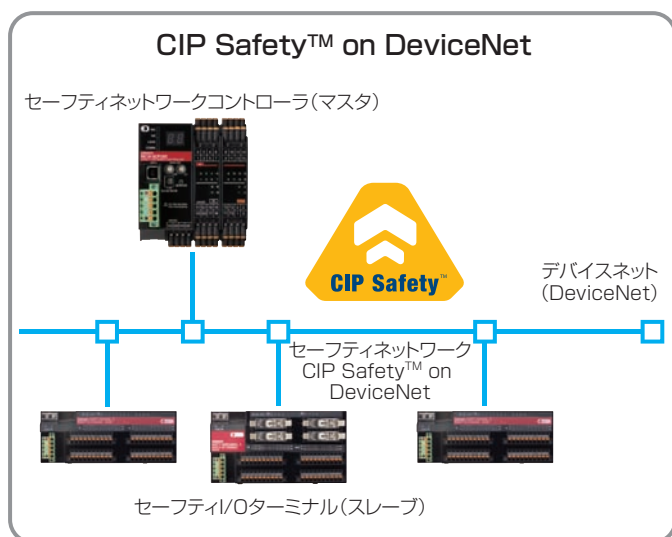 CIP Safety™ on DeviceNet
セーフティネットワークコントローラ(マスタ)
CIP Safety™
デバイスネット
(DeviceNet)
セーフティネットワーク
CIP Safety™ on
DeviceNet
セーフティI/Oターミナル(スレーブ)